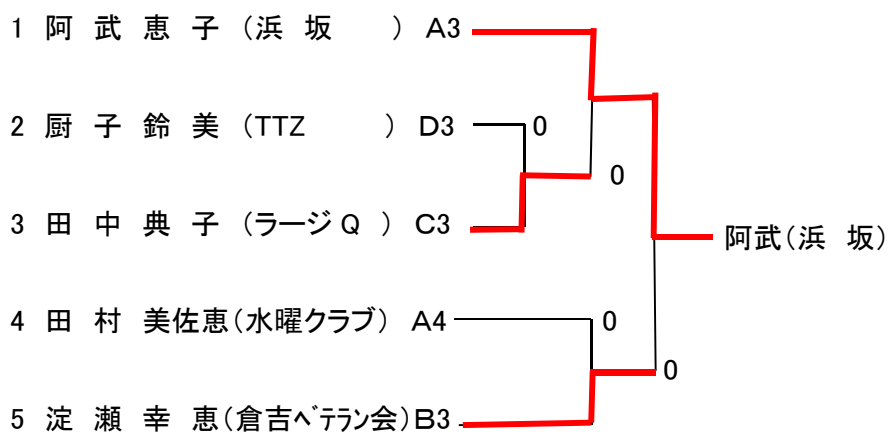 1 阿 武 恵 子 (浜 坂 ) A3
2 厨 子 鈴 美 (TTZ ) D3 0
0
3 田 中 典 子 (ラージQ ) C3
阿武(浜 坂)
4 田 村 美佐恵(水曜クラブ) A4 0
0
5 淀 瀬 幸 恵(倉吉ベテラン会)B3